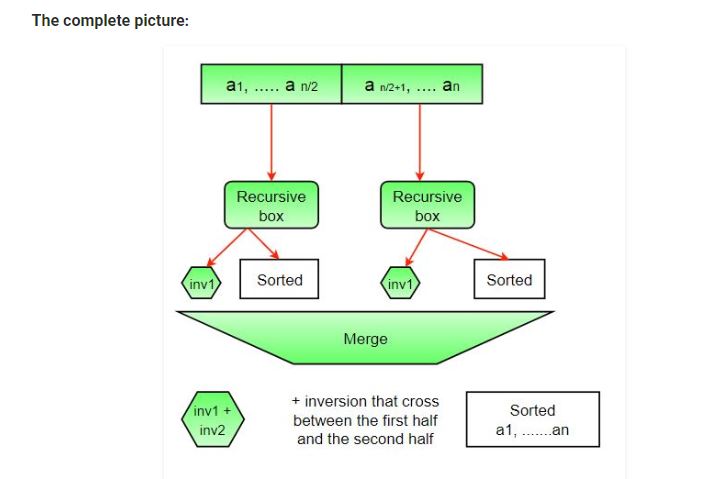 The complete picture:
a1, ..... a n/2
a n/2+1, .... an
Recursive
box
Recursive
box
inv1
Sorted
inv1
Sorted
Merge
inv1 +
inv2
+ inversion that cross
between the first half
and the second half
Sorted
a1, .......an